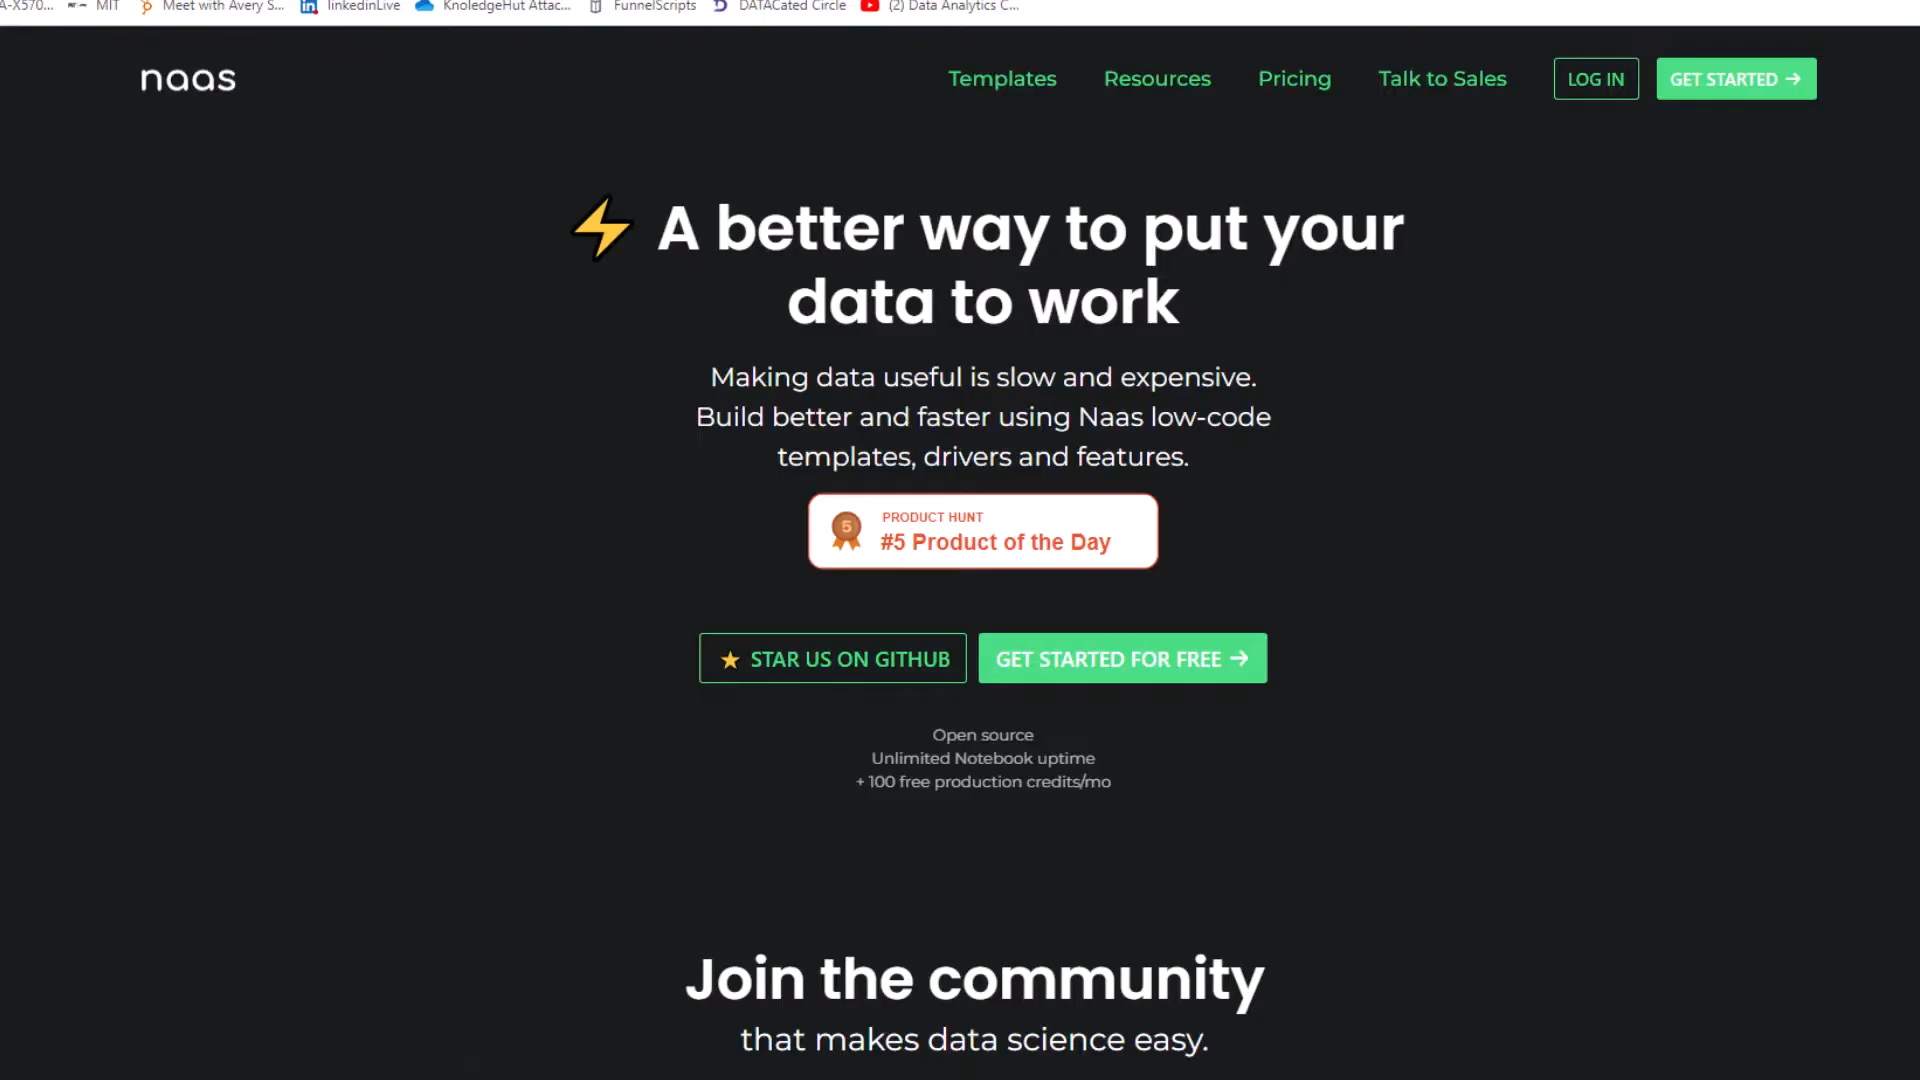 A-X570... MIT Meet with Avery S... linkedinLive KnoledgeHut Attac... FunnelScripts DATACated Circle (2) Data Analytics C...
naas Templates Resources Pricing Talk to Sales LOG IN GET STARTED →
⚡ A better way to put your
data to work
Making data useful is slow and expensive.
Build better and faster using Naas low-code
templates, drivers and features.
5 PRODUCT HUNT
#5 Product of the Day
★ STAR US ON GITHUB GET STARTED FOR FREE →
Open source
Unlimited Notebook uptime
+ 100 free production credits/mo
Join the community
that makes data science easy.